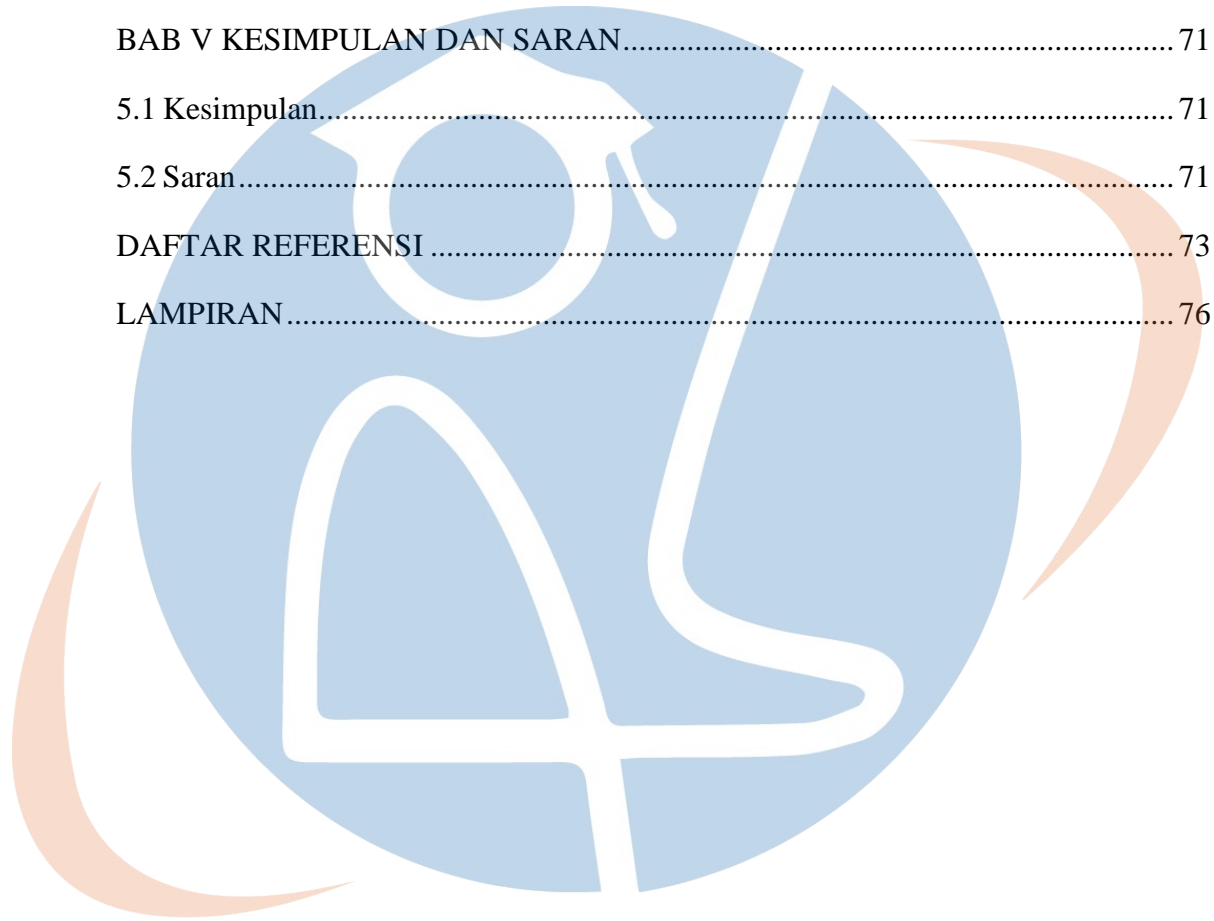 BAB V KESIMPULAN DAN SARAN..................................................................... 71
5.1 Kesimpulan........................................................................................................... 71
5.2 Saran..................................................................................................................... 71
DAFTAR REFERENSI ............................................................................................. 73
LAMPIRAN............................................................................................................... 76